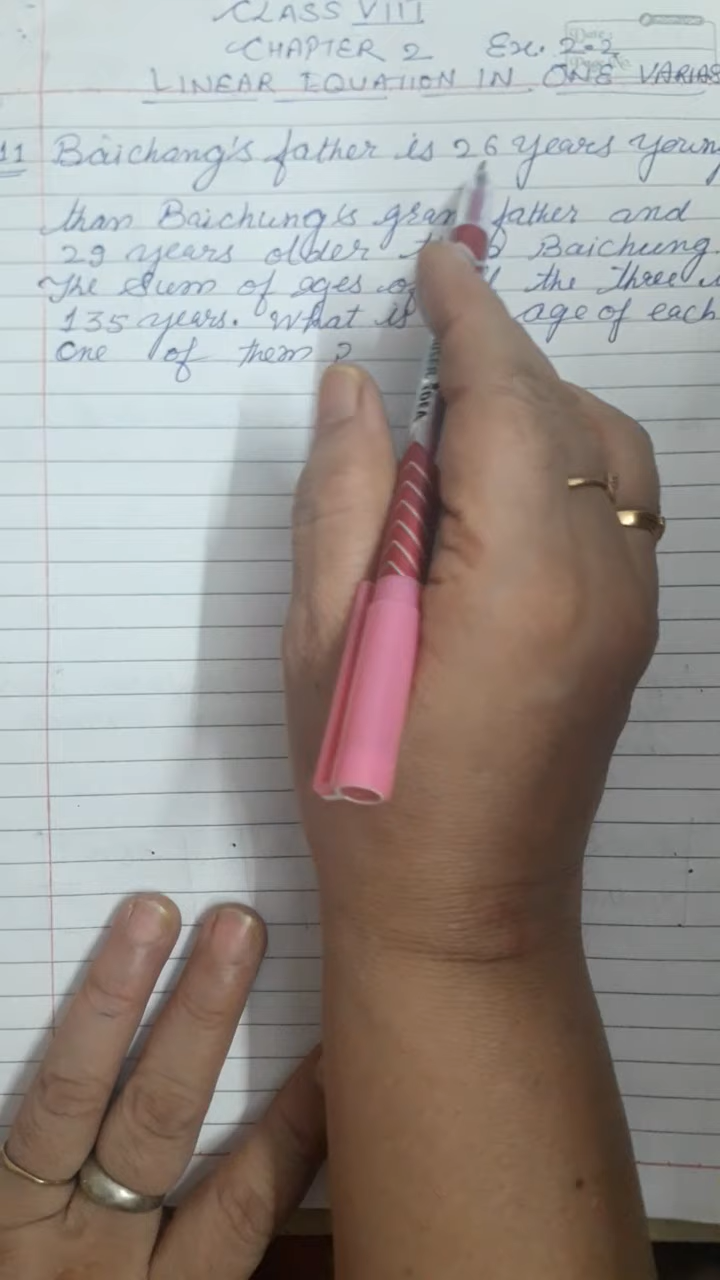 CLASS VIII
CHAPTER 2 Ex. 2.2
LINEAR EQUATION IN ONE
11 Baichang's father is 26 years
than Baichung's father and
29 years older Baichung
The Sum of ages the three
135 years. What is age of each
one of them?